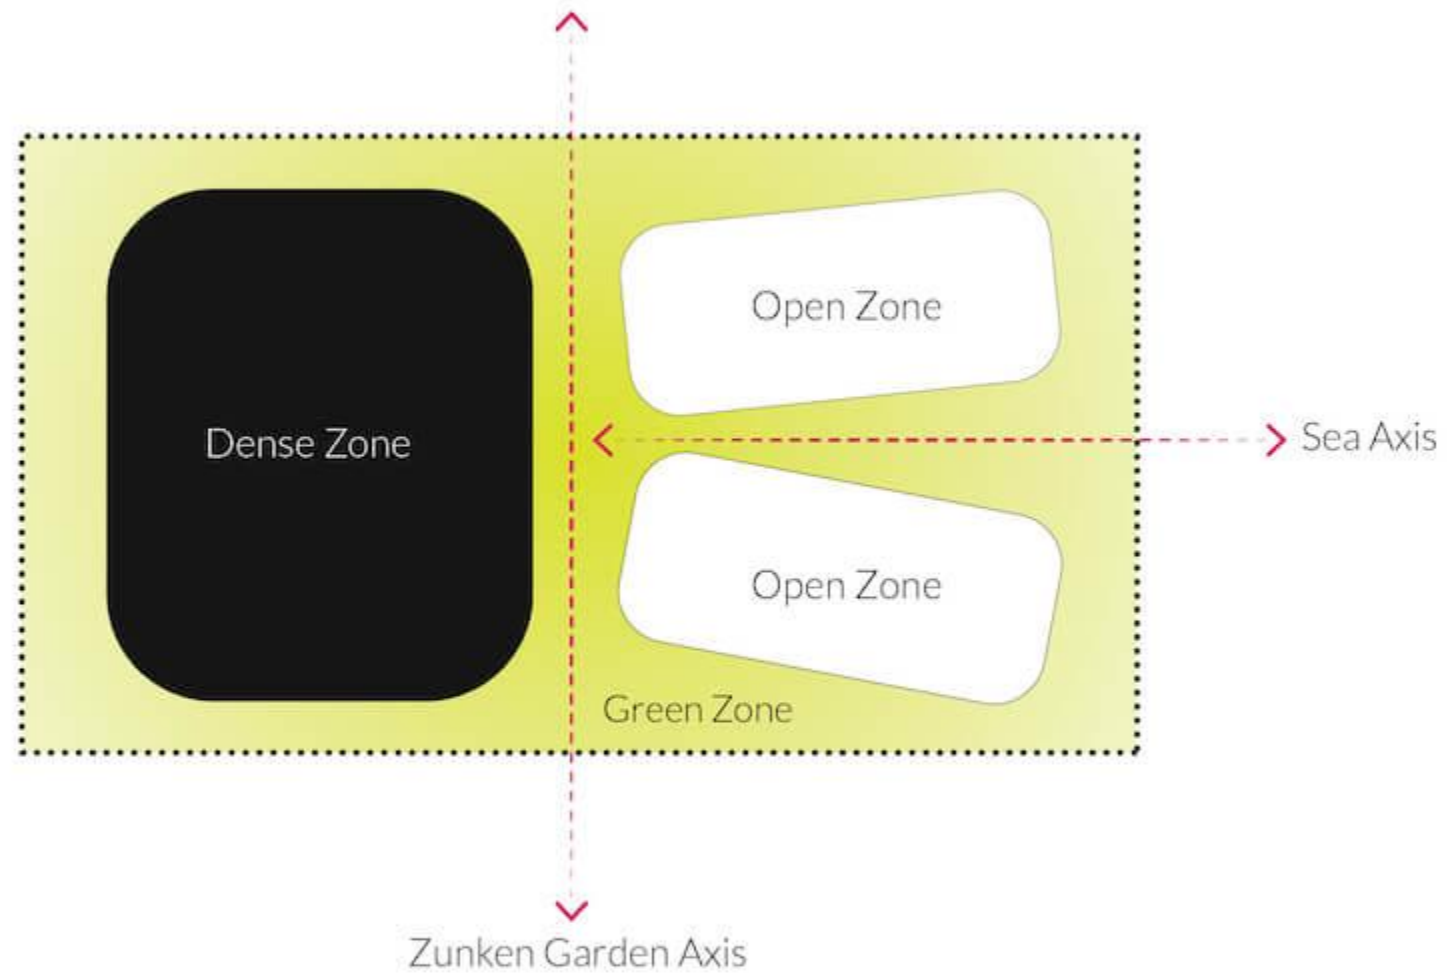 Open Zone
Dense Zone
Sea Axis
Open Zone
Green Zone
Zunken Garden Axis